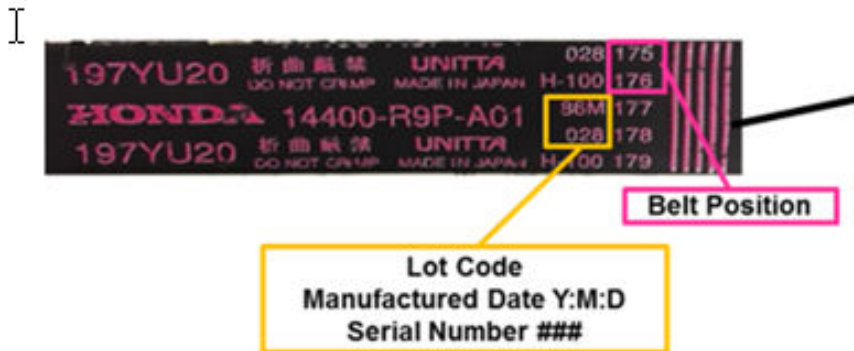 028 175
197YU20 折曲厳禁 UNITTA
DO NOT CRIMP MADE IN JAPAN H-100 176
HONDA 14400-R9P-A01 86M 177
028 178
197YU20 折曲厳禁 UNITTA
DO NOT CRIMP MADE IN JAPAN H-100 179
Belt Position
Lot Code
Manufactured Date Y:M:D
Serial Number ###